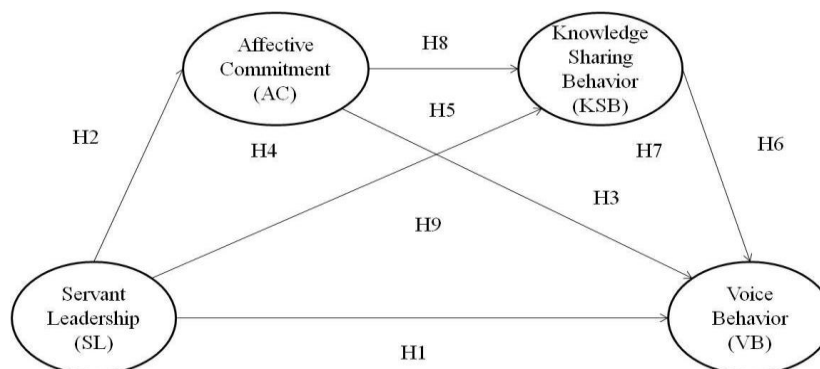 Affective
Commitment
(AC)
H8
Knowledge
Sharing
Behavior
(KSB)
H5
H2
H4
H7
H6
H3
H9
Servant
Leadership
(SL)
Voice
Behavior
(VB)
H1